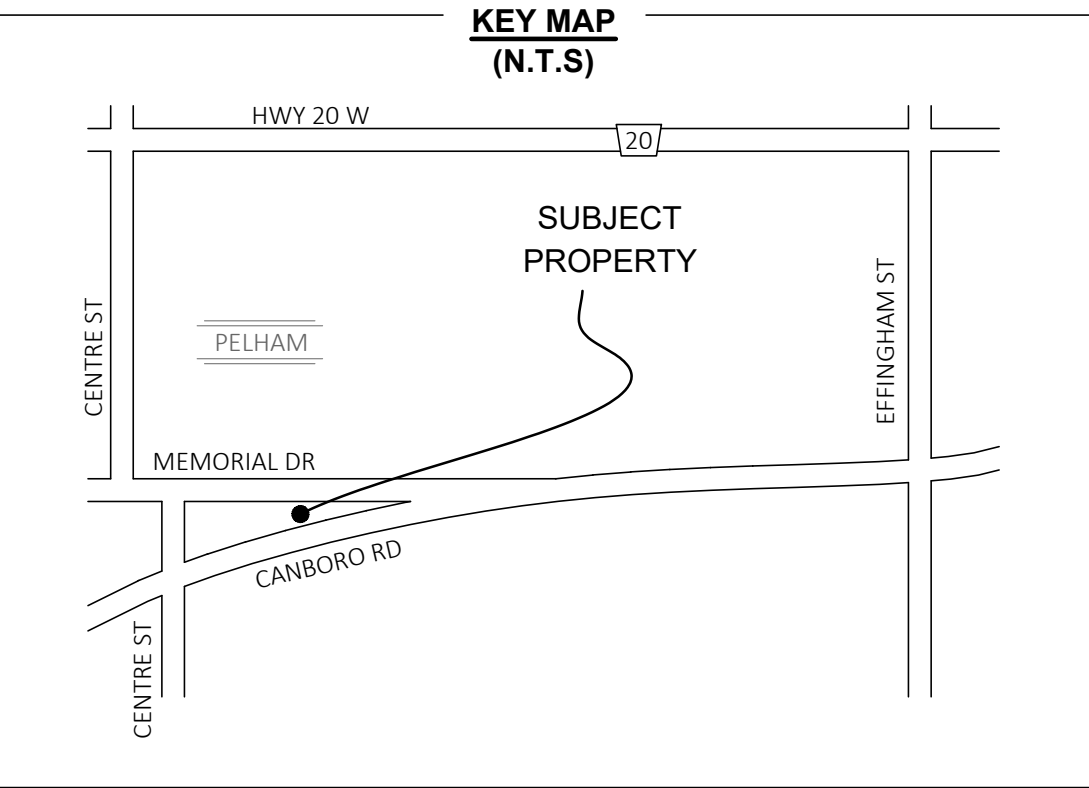 KEY MAP
(N.T.S)
HWY 20 W
20
SUBJECT
PROPERTY
CENTRE ST
PELHAM
EFFINGHAM ST
MEMORIAL DR
CANBORO RD
CENTRE ST